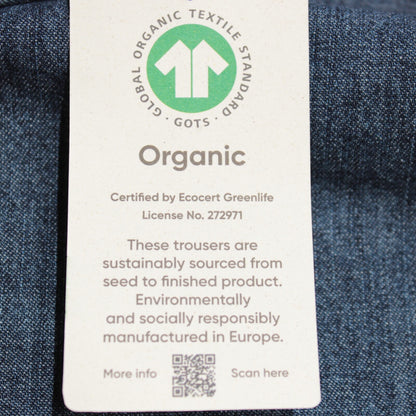 GLOBAL ORGANIC TEXTILE STANDARD · GOTS ·
Organic
Certified by Ecocert Greenlife
License No. 272971
These trousers are
sustainably sourced from
seed to finished product.
Environmentally
and socially responsibly
manufactured in Europe.
More info Scan here